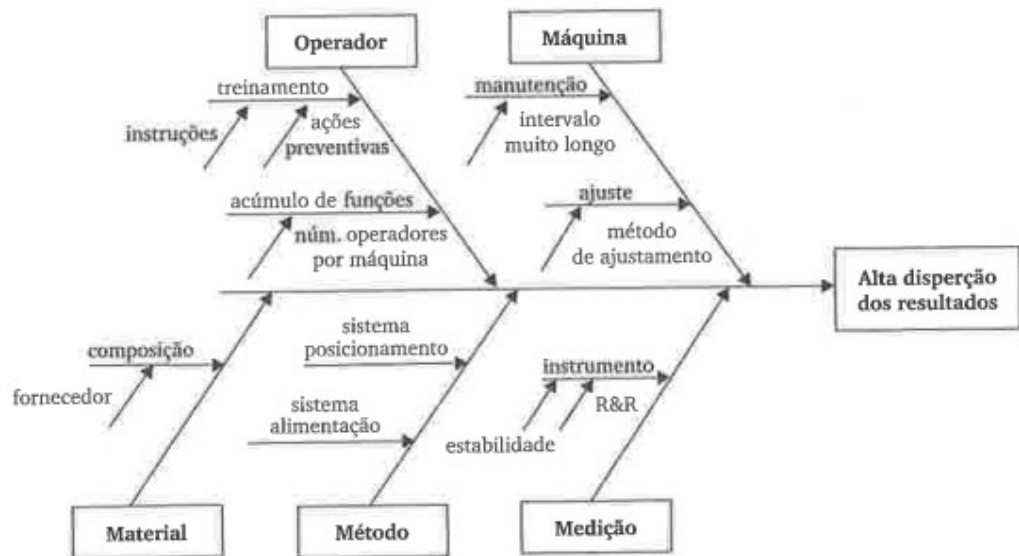 Operador
Máquina
treinamento
manutenção
instruções
ações
preventivas
intervalo
muito longo
acúmulo de funções
ajuste
núm. operadores
por máquina
método
de ajustamento
Alta disperção
dos resultados
sistema
posicionamento
composição
instrumento
fornecedor
R&R
sistema
alimentação
estabilidade
Material
Método
Medição